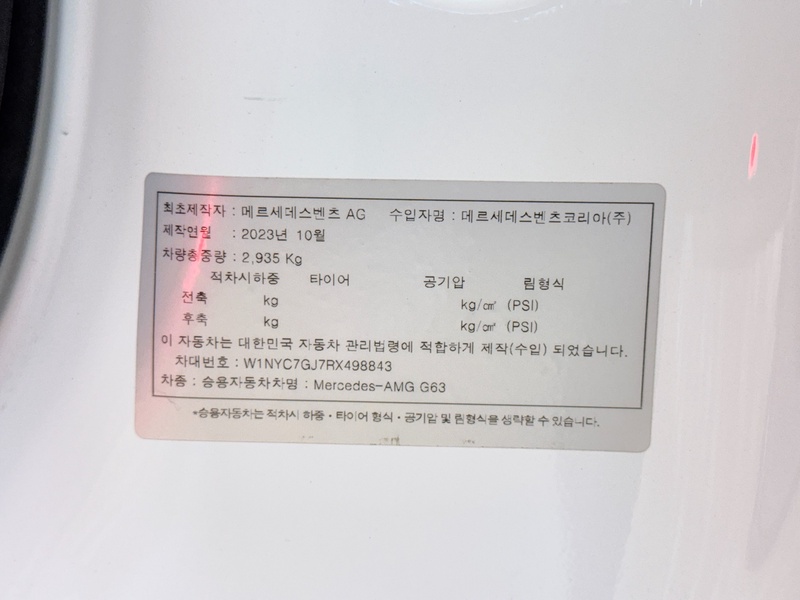 최초제작자 : 메르세데스벤츠 AG 수입자명 : 메르세데스벤츠코리아(주)
제작연월 : 2023년 10월
차량총중량 : 2,935 Kg
적차시하중 타이어 공기압 림형식
전축 kg kg/㎠ (PSI)
후축 kg kg/㎠ (PSI)
이 자동차는 대한민국 자동차 관리법령에 적합하게 제작(수입) 되었습니다.
차대번호 : W1NYC7GJ7RX498843
차종 : 승용자동차차명 : Mercedes-AMG G63
*승용자동차는 적차시 하중·타이어 형식·공기압 및 림형식을 생략할 수 있습니다.